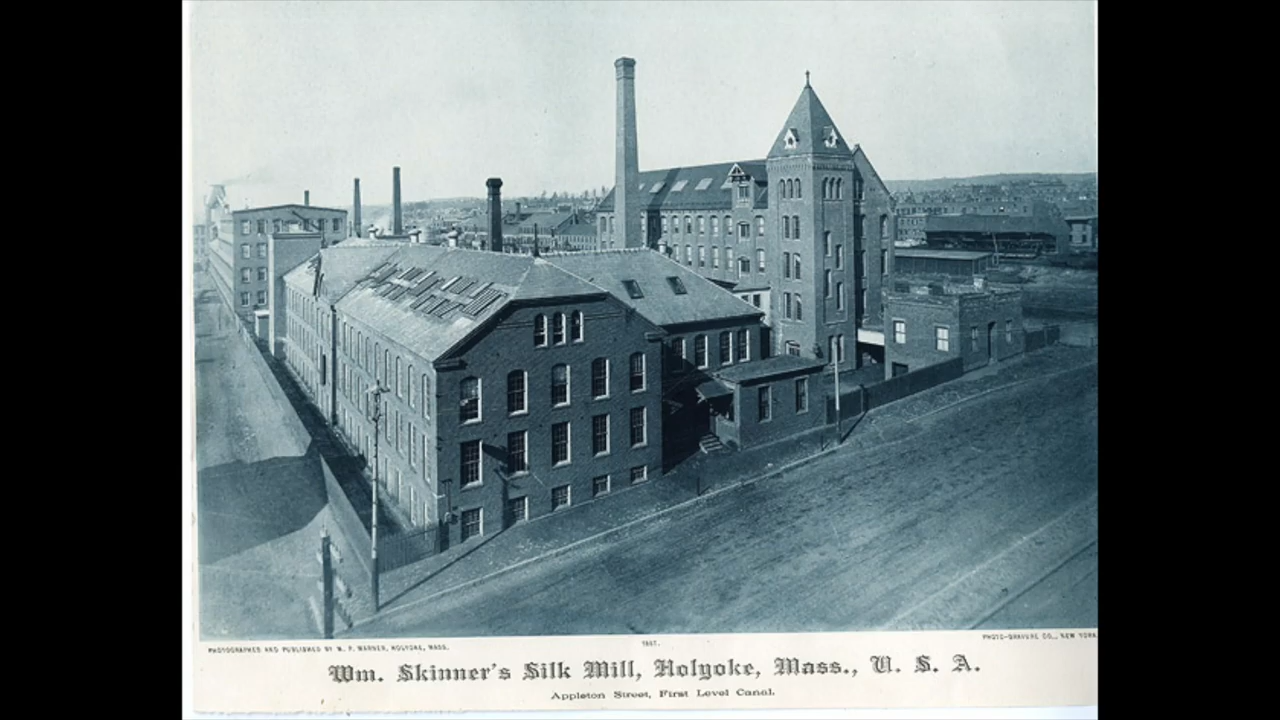 PHOTOGRAPHED AND PUBLISHED BY W. P. WARNER, HOLYOKE, MASS.
1887.
PHOTO-GRAVURE CO., NEW YORK.
Wm. Skinner's Silk Mill, Holyoke, Mass., U. S. A.
Appleton Street, First Level Canal.